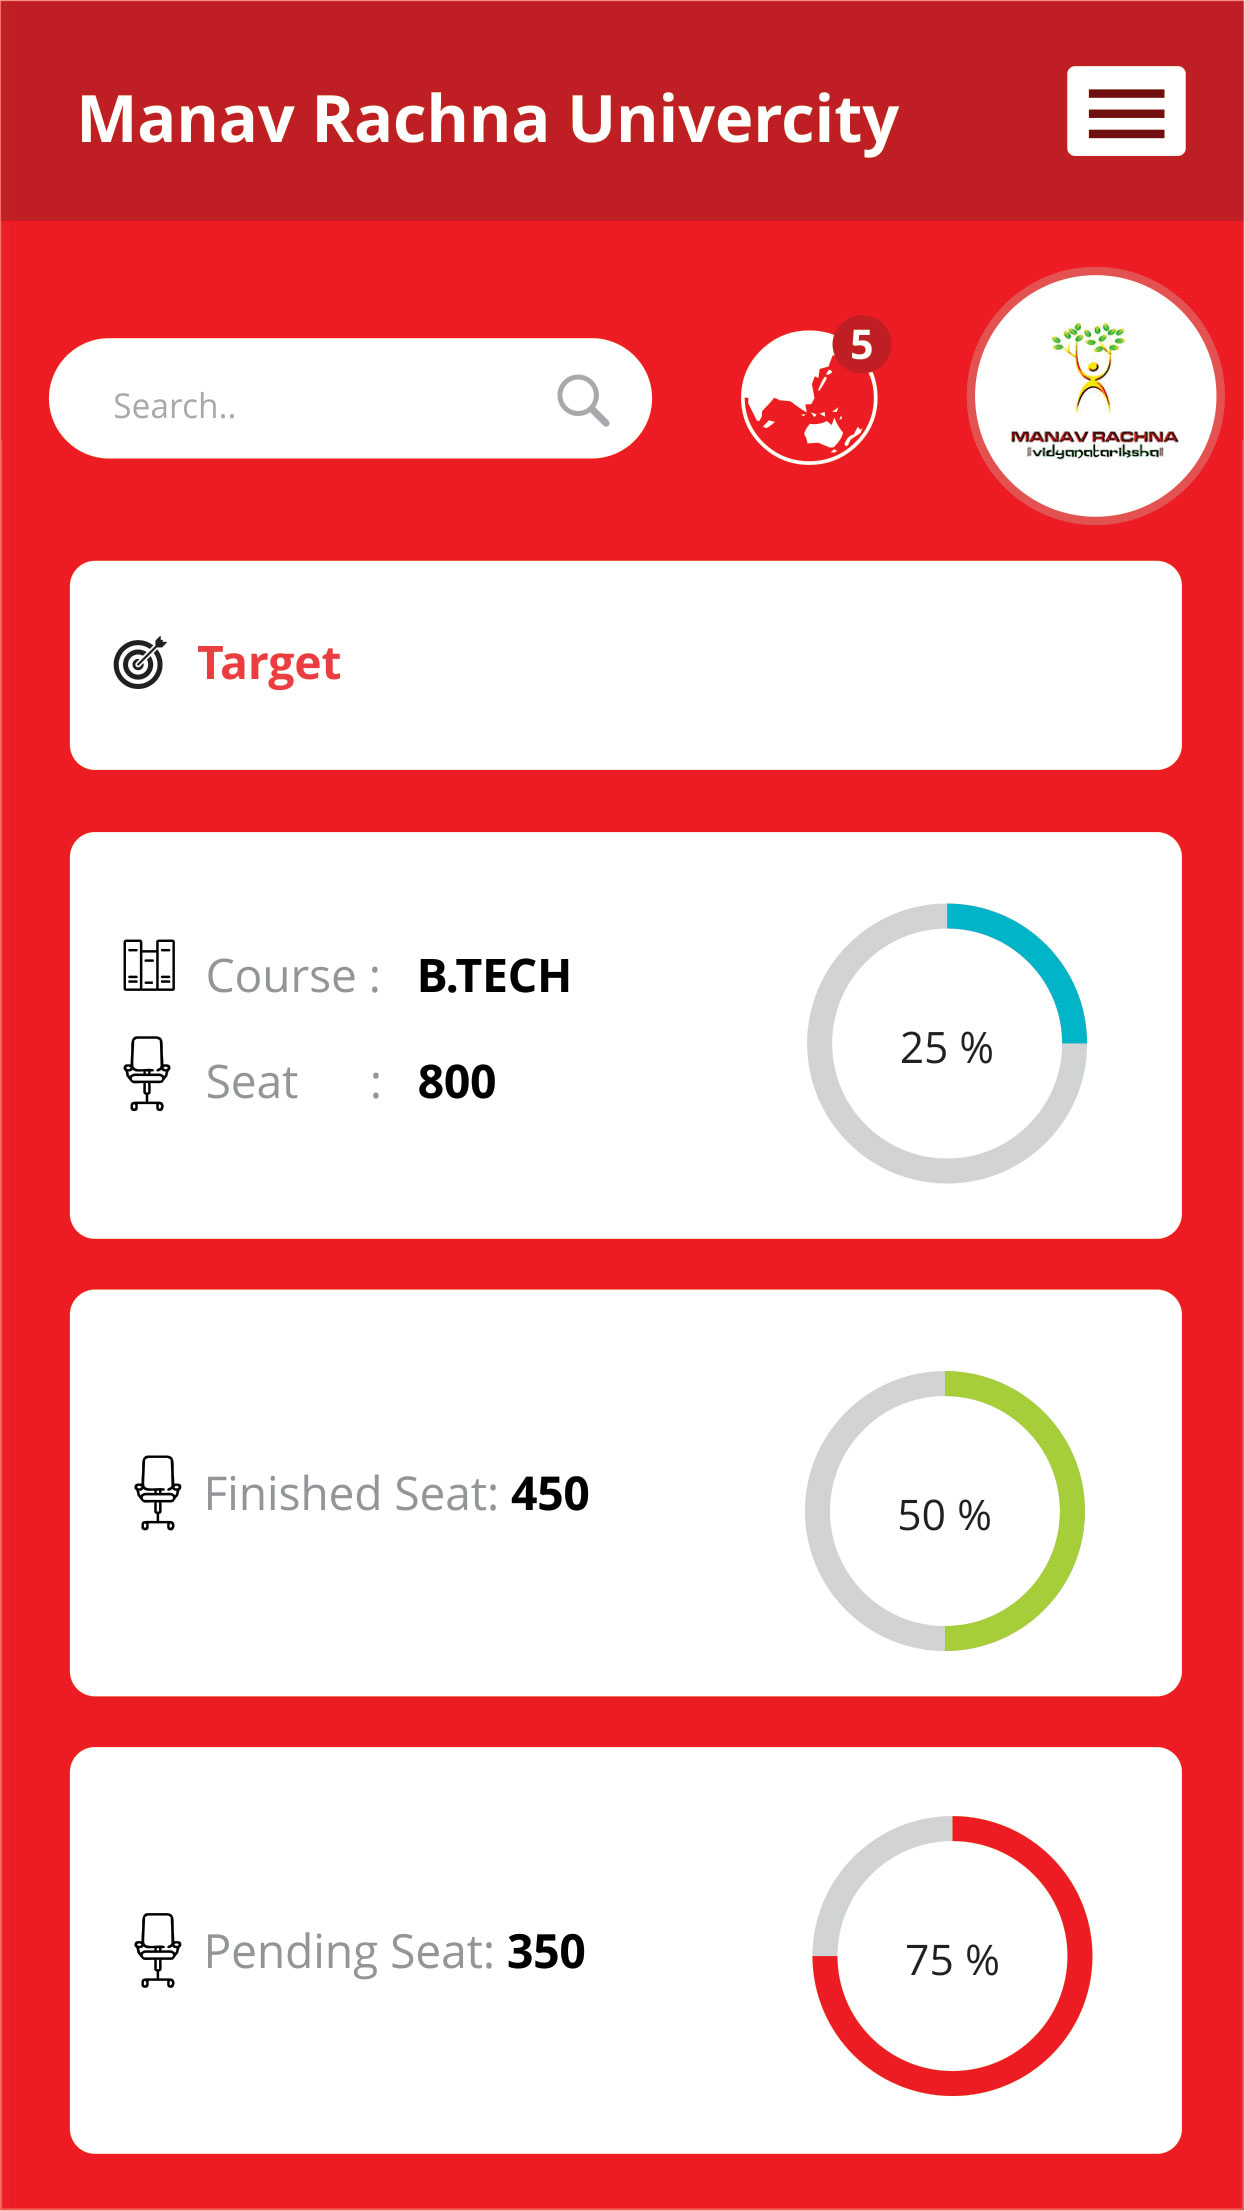 Manav Rachna Univercity
5
Search..
MANAV RACHNA
vidyanatariksha
Target
Course : B.TECH
Seat : 800
25 %
Finished Seat: 450
50 %
Pending Seat: 350
75 %